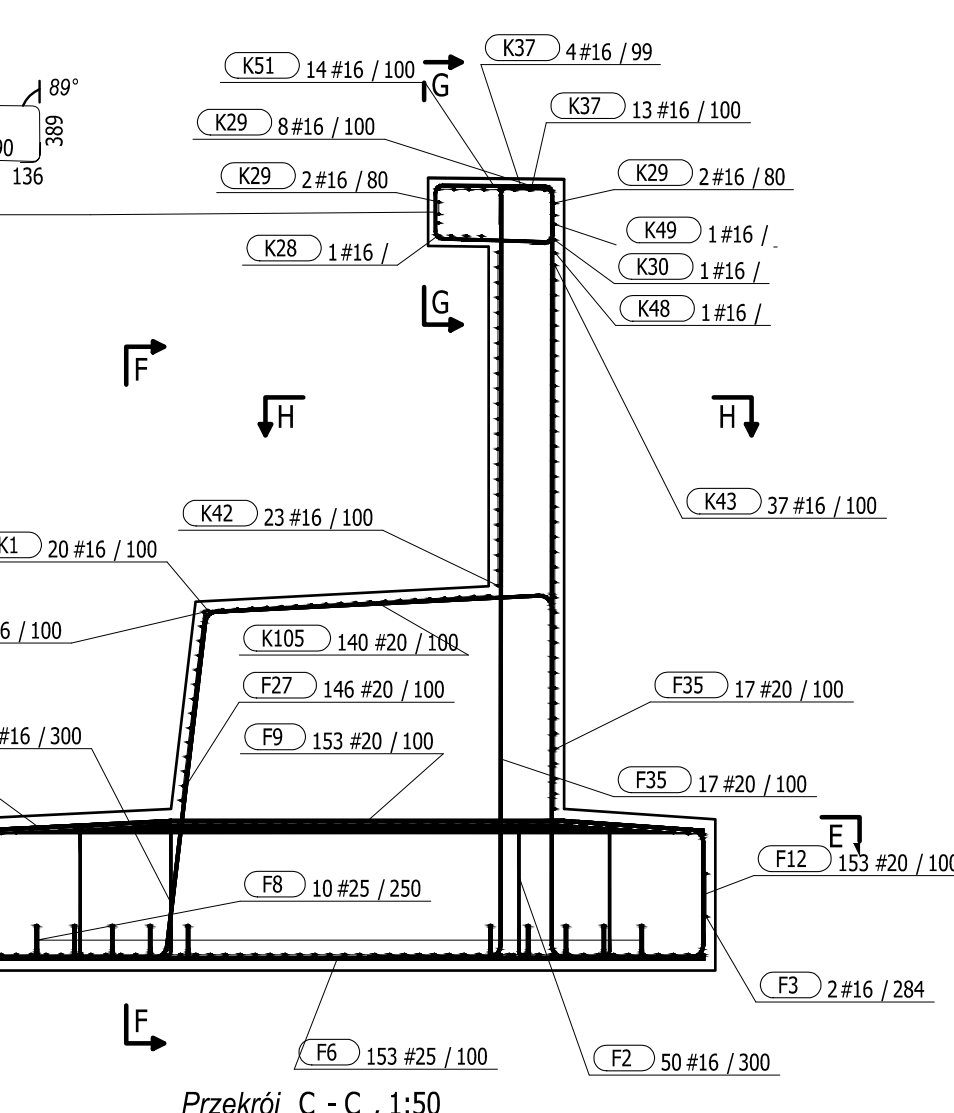 K37 4 #16 / 99
K51 14 #16 / 100
G
89°
389
90
136
K37 13 #16 / 100
K29 8 #16 / 100
K29 2 #16 / 80
K29 2 #16 / 80
K28 1 #16 /
K49 1 #16 /
K30 1 #16 /
K48 1 #16 /
G
F
H
H
K43 37 #16 / 100
K42 23 #16 / 100
K1 20 #16 / 100
6 / 100
K105 140 #20 / 100
F27 146 #20 / 100
F35 17 #20 / 100
#16 / 300
F9 153 #20 / 100
F35 17 #20 / 100
E
F12 153 #20 / 100
F8 10 #25 / 250
F3 2 #16 / 284
F
F6 153 #25 / 100
F2 50 #16 / 300
Przekrój C - C , 1:50